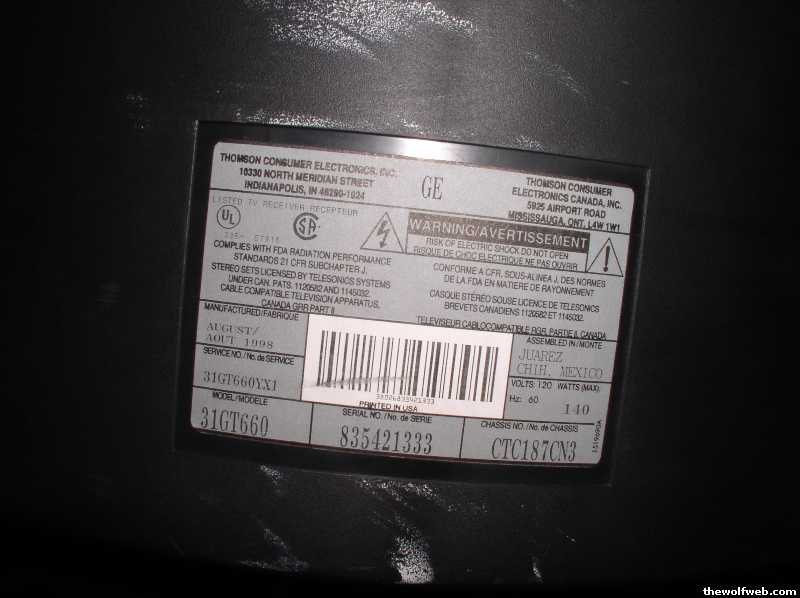 THOMSON CONSUMER ELECTRONICS, INC.
10330 NORTH MERIDIAN STREET
INDIANAPOLIS, IN 46290-1024
GE
THOMSON CONSUMER
ELECTRONICS CANADA, INC.
5925 AIRPORT ROAD
MISSISSAUGA, ONT. L4W 1W1
LISTED TV RECEIVER RECEPTEUR
UL
SA
WARNING/AVERTISSEMENT
RISK OF ELECTRIC SHOCK DO NOT OPEN
RISQUE DE CHOC ELECTRIQUE NE PAS OUVRIR
COMPLIES WITH FDA RADIATION PERFORMANCE
STANDARDS 21 CFR SUBCHAPTER J.
STEREO SETS LICENSED BY TELESONICS SYSTEMS
UNDER CAN. PATS. 1120582 AND 1145032.
CABLE COMPATIBLE TELEVISION APPARATUS,
CANADA GRR PART II
CONFORME A CFR. SOUS-ALINEA J, DES NORMES
DE LA FDA EN MATIERE DE RAYONNEMENT
CASQUE STÉRÉO SOUSE LICENCE DE TELESONICS
BREVETS CANADIENS 1120582 ET 1145032.
TELEVISEUR CABLOCOMPATIBLE RGR, PARTIE II, CANADA
MANUFACTURED/FABRIQUE
AUGUST/
AOUT 1998
SERVICE NO./No. de SERVICE
31GT660YX1
MODEL/MODELE
31GT660
PRINTED IN USA
SERIAL NO./No. de SERIE
835421333
ASSEMBLED IN/MONTE
JUAREZ
CHIH, MEXICO
VOLTS: 120 WATTS (MAX):
Hz: 60
140
CHASSIS NO./No. de CHASSIS
CTC187CN3
thewolfweb.com